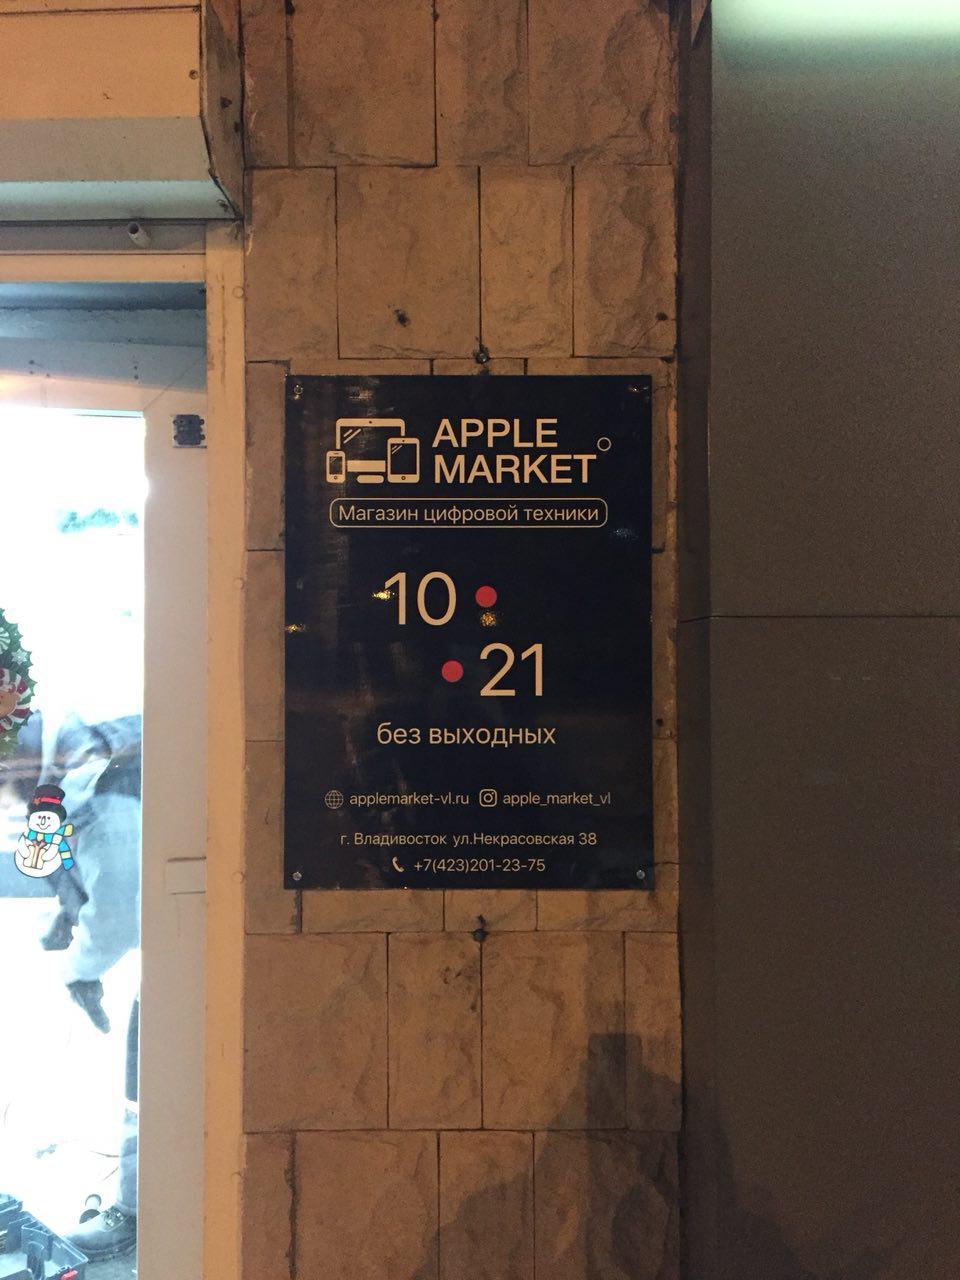 APPLE
MARKET
Магазин цифровой техники
10
21
без выходных
applemarket-vl.ru apple_market_vl
г. Владивосток ул.Некрасовская 38
+7(423)201-23-75